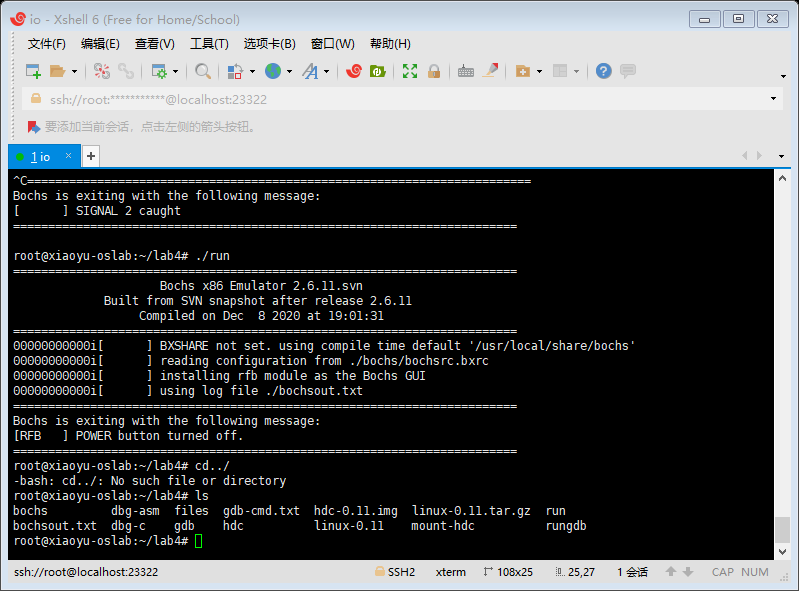 io - Xshell 6 (Free for Home/School)
文件(F) 编辑(E) 查看(V) 工具(T) 选项卡(B) 窗口(W) 帮助(H)
ssh://root:***********@localhost:23322
要添加当前会话，点击左侧的箭头按钮。
1 io × +
^C========================================================================
Bochs is exiting with the following message:
[      ] SIGNAL 2 caught
========================================================================
root@xiaoyu-oslab:~/lab4# ./run
========================================================================
                     Bochs x86 Emulator 2.6.11.svn
             Built from SVN snapshot after release 2.6.11
                  Compiled on Dec  8 2020 at 19:01:31
========================================================================
00000000000i[      ] BXSHARE not set. using compile time default '/usr/local/share/bochs'
00000000000i[      ] reading configuration from ./bochs/bochsrc.bxrc
00000000000i[      ] installing rfb module as the Bochs GUI
00000000000i[      ] using log file ./bochsout.txt
========================================================================
Bochs is exiting with the following message:
[RFB   ] POWER button turned off.
========================================================================
root@xiaoyu-oslab:~/lab4# cd../
-bash: cd../: No such file or directory
root@xiaoyu-oslab:~/lab4# ls
bochs         dbg-asm  files  gdb-cmd.txt  hdc-0.11.img  linux-0.11.tar.gz  run
bochsout.txt  dbg-c    gdb    hdc          linux-0.11    mount-hdc          rungdb
root@xiaoyu-oslab:~/lab4#
ssh://root@localhost:23322 SSH2 xterm 108x25 25,27 1 会话 CAP NUM